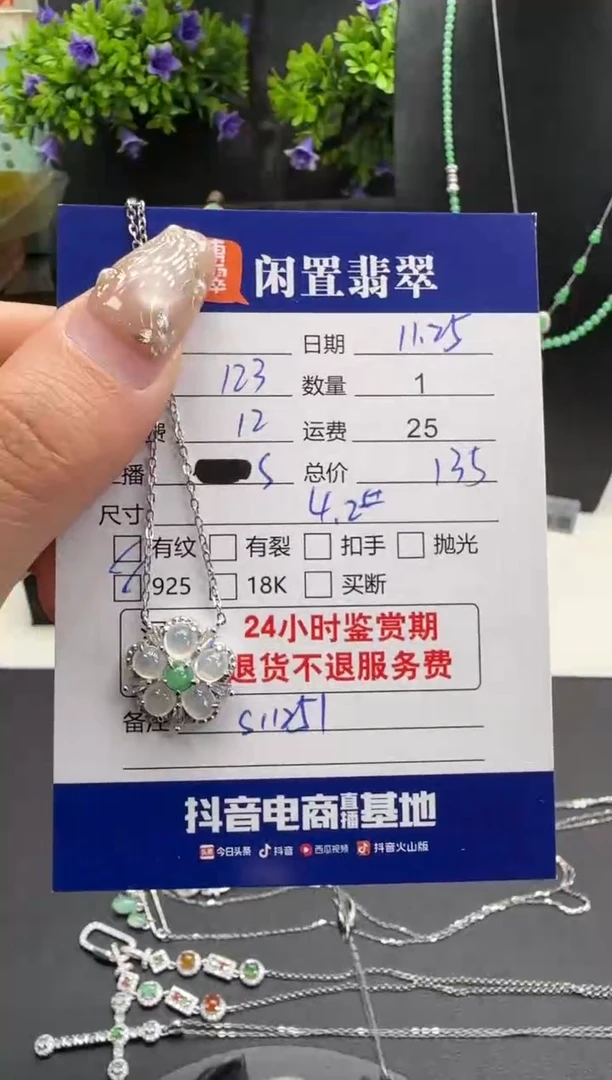 闲置翡翠
日期 11.25
123 数量 1
费 12 运费 25
播 S 总价 135
尺寸 4.2
有纹 有裂 扣手 抛光
925 18K 买断
24小时鉴赏期
退货不退服务费
备注 S11251
抖音电商直播基地
今日头条 抖音 西瓜视频 抖音火山版